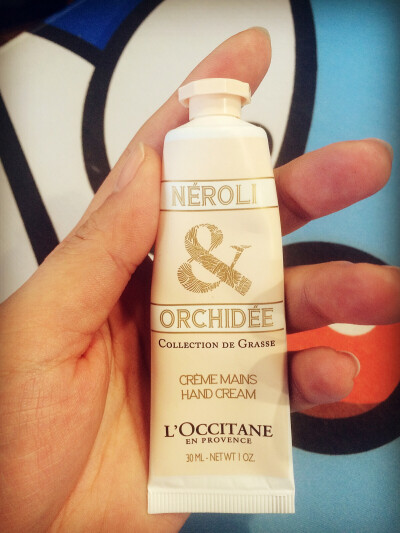 NÉROLI
&
ORCHIDÉE
COLLECTION DE GRASSE
CRÈME MAINS
HAND CREAM
L'OCCITANE
EN PROVENCE
30 ML - NET WT 1 OZ.